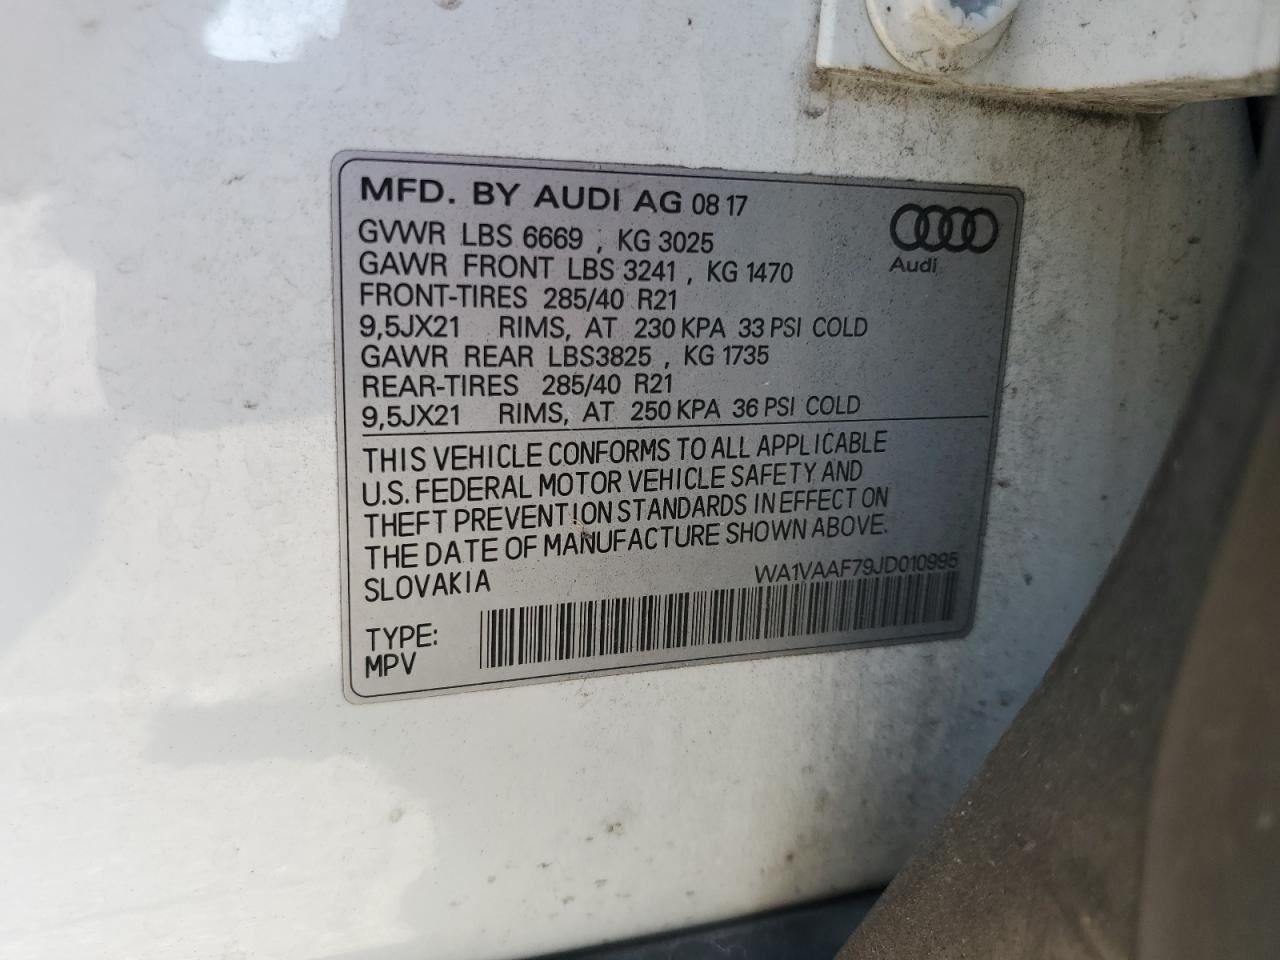 MFD. BY AUDI AG 08 17
GVWR LBS 6669 , KG 3025
GAWR FRONT LBS 3241 , KG 1470
Audi
FRONT-TIRES 285/40 R21
9,5JX21 RIMS, AT 230 KPA 33 PSI COLD
GAWR REAR LBS3825 , KG 1735
REAR-TIRES 285/40 R21
9,5JX21 RIMS, AT 250 KPA 36 PSI COLD
THIS VEHICLE CONFORMS TO ALL APPLICABLE
U.S. FEDERAL MOTOR VEHICLE SAFETY AND
THEFT PREVENTION STANDARDS IN EFFECT ON
THE DATE OF MANUFACTURE SHOWN ABOVE.
SLOVAKIA WA1VAAF79JD010995
TYPE:
MPV